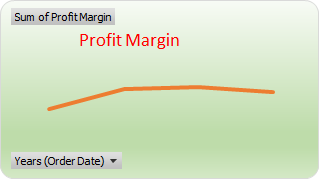 Sum of Profit Margin
Profit Margin
Years (Order Date)